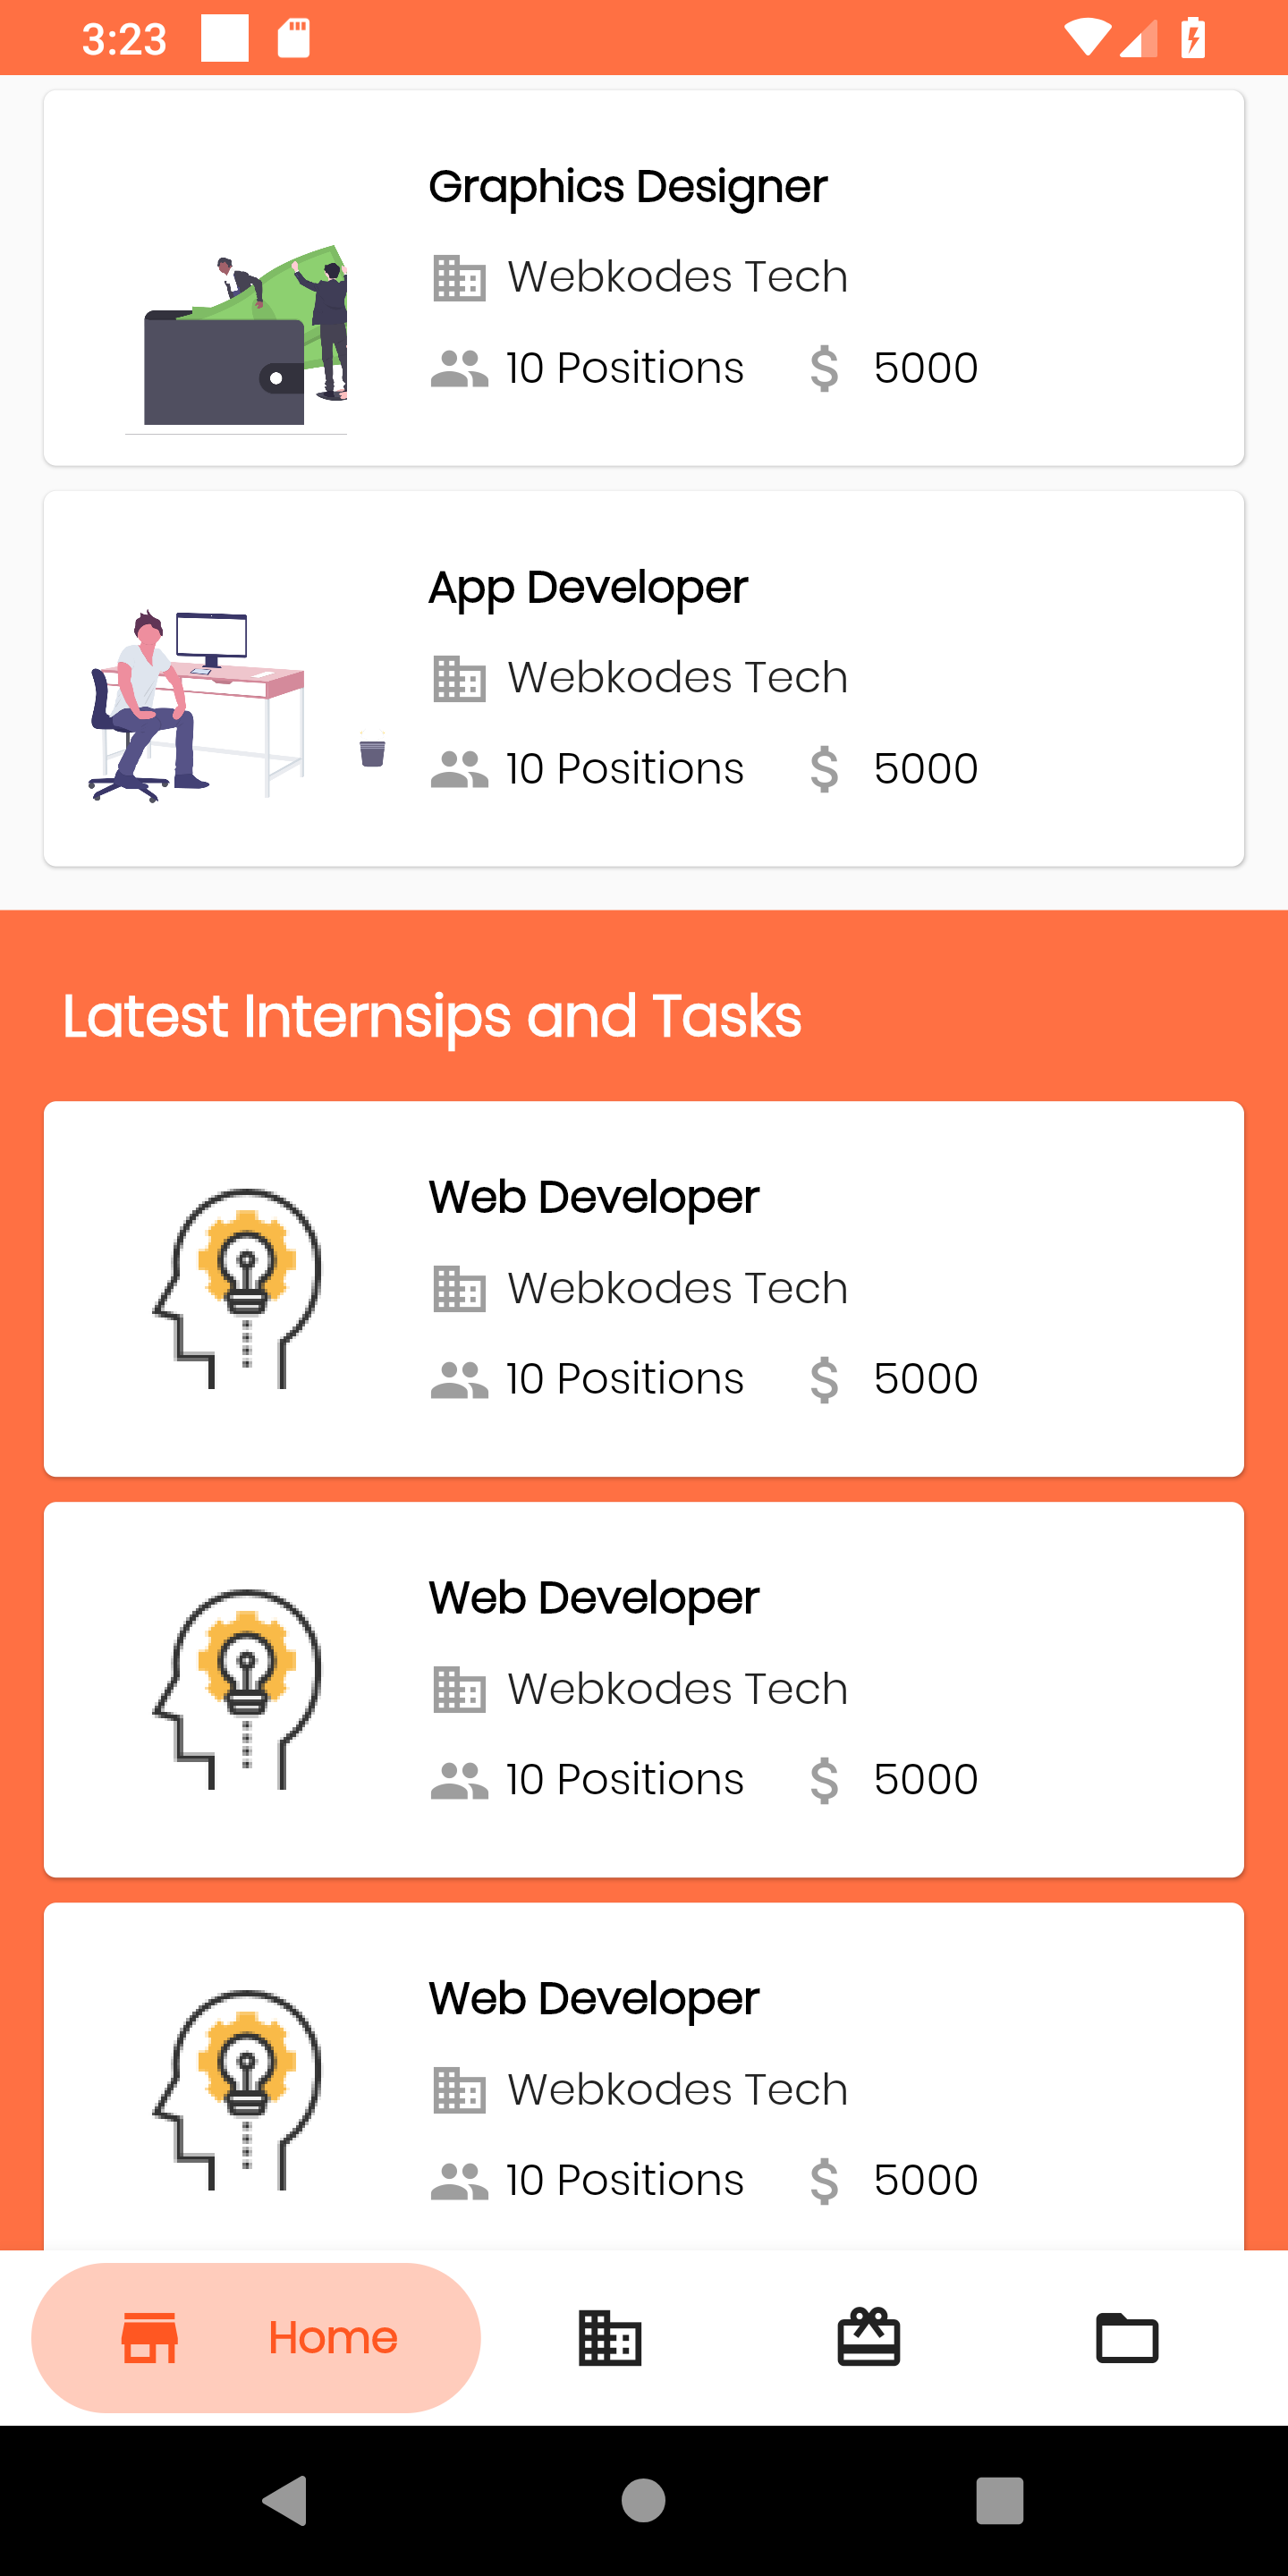 3:23
Graphics Designer
Webkodes Tech
10 Positions $ 5000
App Developer
Webkodes Tech
10 Positions $ 5000
Latest Internsips and Tasks
Web Developer
Webkodes Tech
10 Positions $ 5000
Web Developer
Webkodes Tech
10 Positions $ 5000
Web Developer
Webkodes Tech
10 Positions $ 5000
Home